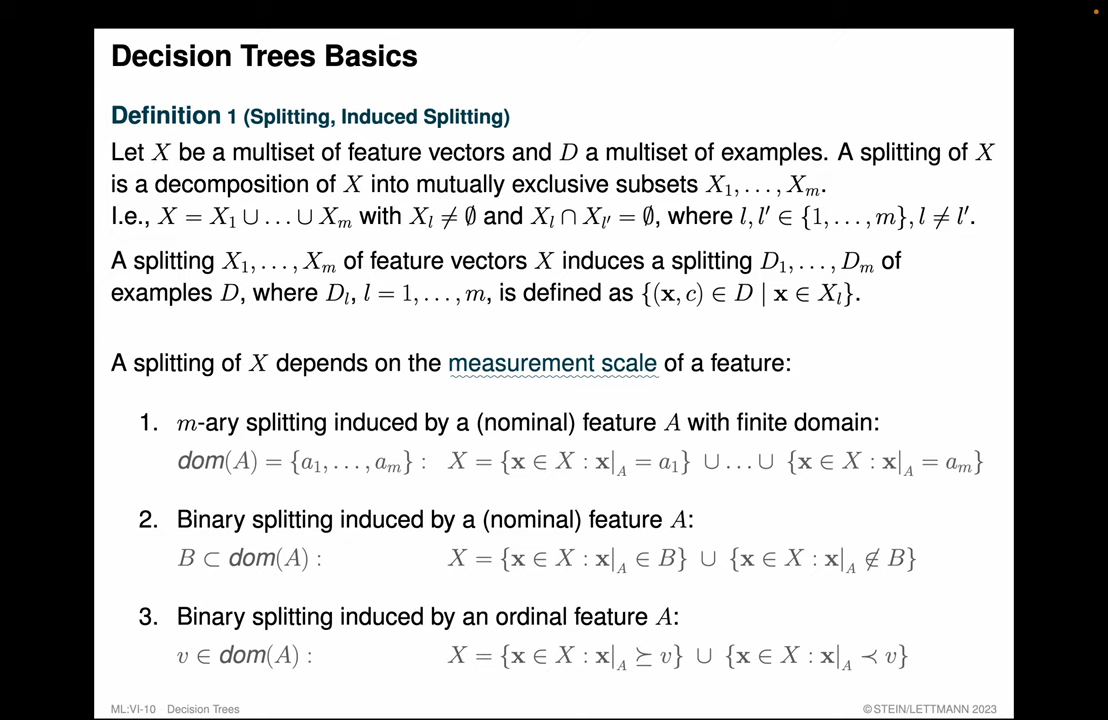 Decision Trees Basics
Definition 1 (Splitting, Induced Splitting)
Let X be a multiset of feature vectors and D a multiset of examples. A splitting of X
is a decomposition of X into mutually exclusive subsets X₁, . . . , Xₘ.
I.e., X = X₁ ∪ . . . ∪ Xₘ with Xₗ ≠ ∅ and Xₗ ∩ Xₗ′ = ∅, where l, l′ ∈ {1, . . . , m}, l ≠ l′.
A splitting X₁, . . . , Xₘ of feature vectors X induces a splitting D₁, . . . , Dₘ of
examples D, where Dₗ, l = 1, . . . , m, is defined as {(x, c) ∈ D | x ∈ Xₗ}.
A splitting of X depends on the measurement scale of a feature:
1. m-ary splitting induced by a (nominal) feature A with finite domain:
dom(A) = {a₁, . . . , aₘ} : X = {x ∈ X : x|_A = a₁} ∪ . . . ∪ {x ∈ X : x|_A = aₘ}
2. Binary splitting induced by a (nominal) feature A:
B ⊂ dom(A) : X = {x ∈ X : x|_A ∈ B} ∪ {x ∈ X : x|_A ∉ B}
3. Binary splitting induced by an ordinal feature A:
v ∈ dom(A) : X = {x ∈ X : x|_A ⪰ v} ∪ {x ∈ X : x|_A ≺ v}
ML:VI-10 Decision Trees ©STEIN/LETTMANN 2023